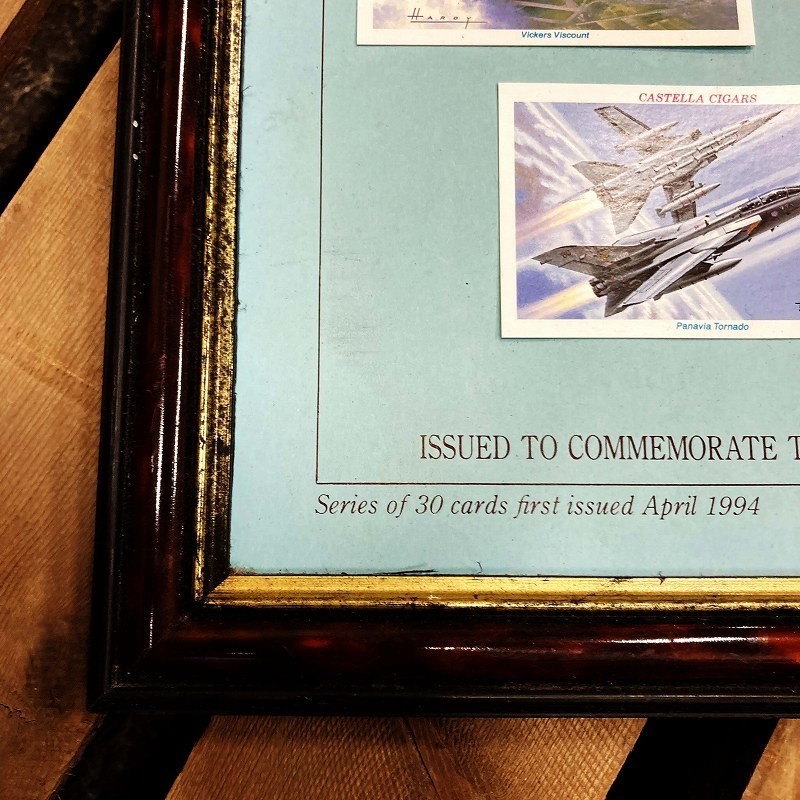 HARDY
Vickers Viscount
CASTELLA CIGARS
Panavia Tornado
ISSUED TO COMMEMORATE
Series of 30 cards first issued April 1994